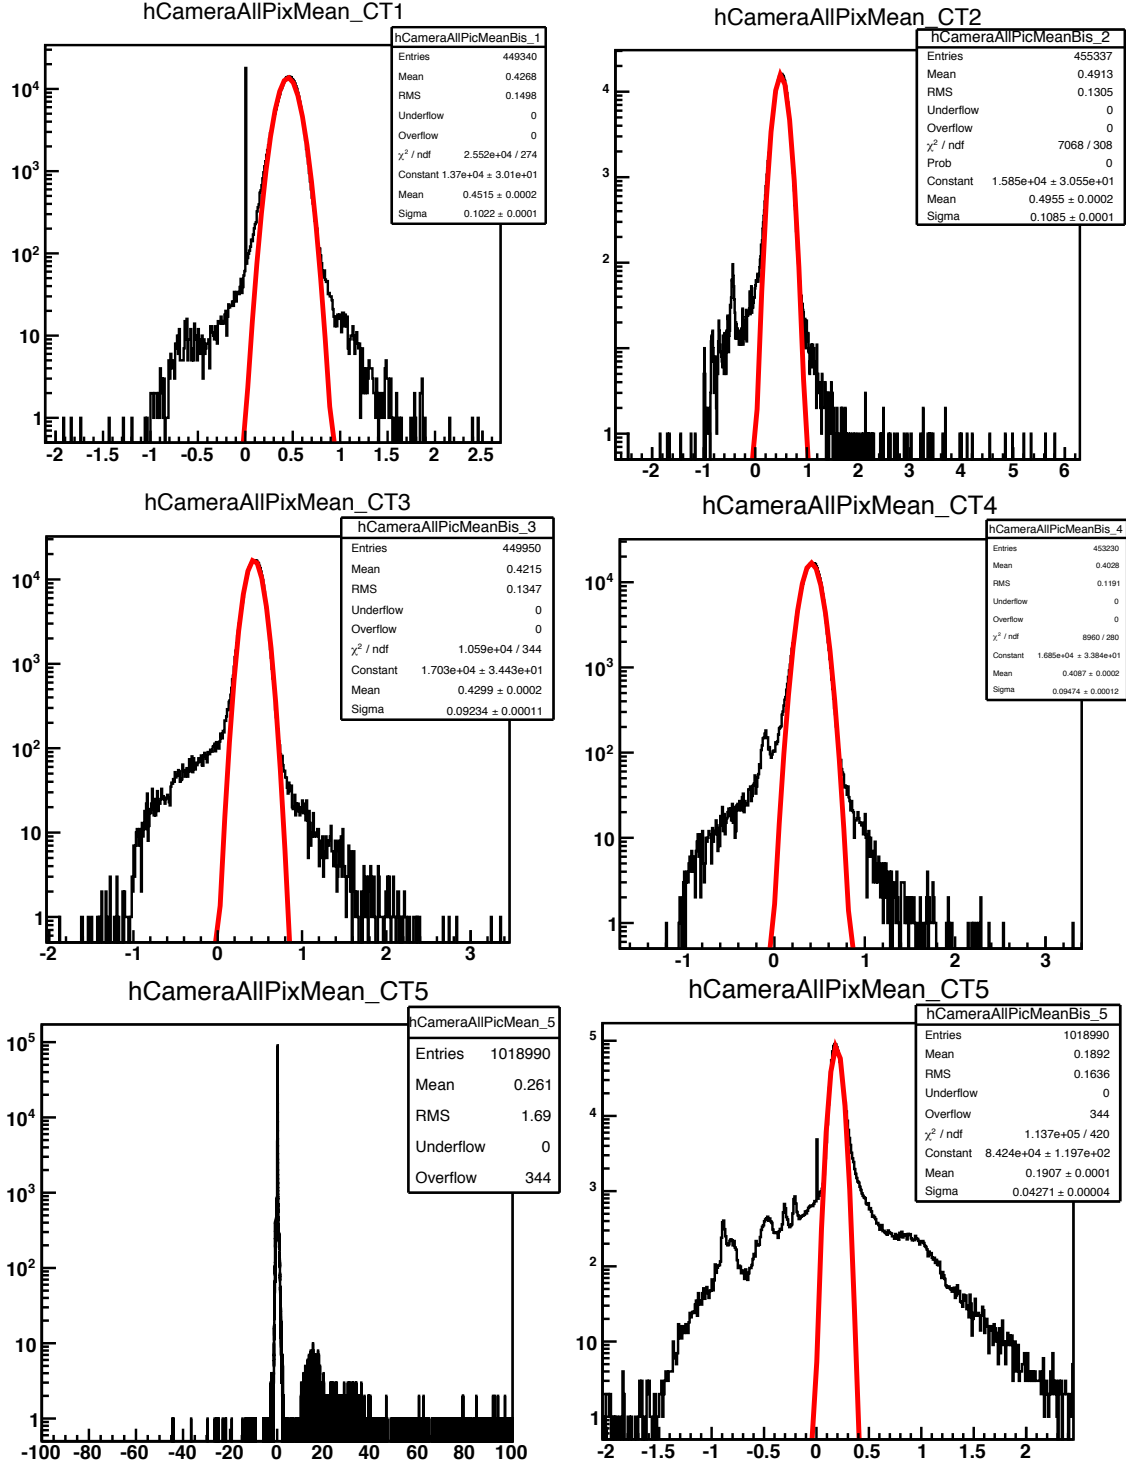 hCameraAllPixMean_CT1
hCameraAllPicMeanBis_1
Entries 449340
Mean 0.4268
RMS 0.1498
Underflow 0
Overflow 0
χ² / ndf 2.552e+04 / 274
Constant 1.37e+04 ± 3.01e+01
Mean 0.4515 ± 0.0002
Sigma 0.1022 ± 0.0001
10⁴
10³
10²
10
1
-2 -1.5 -1 -0.5 0 0.5 1 1.5 2 2.5
hCameraAllPixMean_CT2
hCameraAllPicMeanBis_2
Entries 455337
Mean 0.4913
RMS 0.1305
Underflow 0
Overflow 0
χ² / ndf 7068 / 308
Prob 0
Constant 1.585e+04 ± 3.055e+01
Mean 0.4955 ± 0.0002
Sigma 0.1085 ± 0.0001
4
3
2
1
-2 -1 0 1 2 3 4 5 6
hCameraAllPixMean_CT3
hCameraAllPicMeanBis_3
Entries 449950
Mean 0.4215
RMS 0.1347
Underflow 0
Overflow 0
χ² / ndf 1.059e+04 / 344
Constant 1.703e+04 ± 3.443e+01
Mean 0.4299 ± 0.0002
Sigma 0.09234 ± 0.00011
10⁴
10³
10²
10
1
-2 -1 0 1 2 3
hCameraAllPixMean_CT4
hCameraAllPicMeanBis_4
Entries 453230
Mean 0.4028
RMS 0.1191
Underflow 0
Overflow 0
χ² / ndf 8960 / 280
Constant 1.685e+04 ± 3.384e+01
Mean 0.4087 ± 0.0002
Sigma 0.09474 ± 0.00012
10⁴
10³
10²
10
1
-1 0 1 2 3
hCameraAllPixMean_CT5
hCameraAllPicMean_5
Entries 1018990
Mean 0.261
RMS 1.69
Underflow 0
Overflow 344
10⁵
10⁴
10³
10²
10
1
-100 -80 -60 -40 -20 0 20 40 60 80 100
hCameraAllPixMean_CT5
hCameraAllPicMeanBis_5
Entries 1018990
Mean 0.1892
RMS 0.1636
Underflow 0
Overflow 344
χ² / ndf 1.137e+05 / 420
Constant 8.424e+04 ± 1.197e+02
Mean 0.1907 ± 0.0001
Sigma 0.04271 ± 0.00004
5
4
3
2
10
1
-2 -1.5 -1 -0.5 0 0.5 1 1.5 2